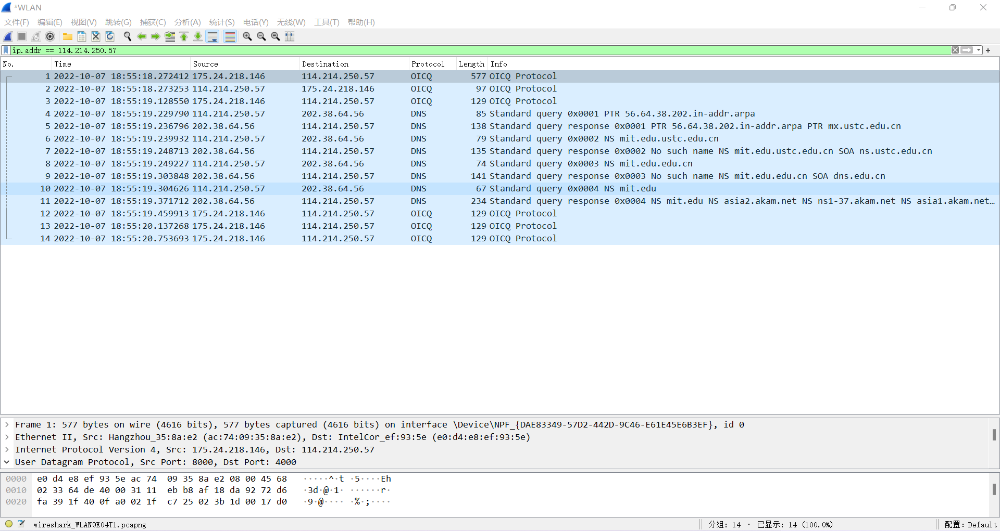 *WLAN
文件(F) 编辑(E) 视图(V) 跳转(G) 捕获(C) 分析(A) 统计(S) 电话(Y) 无线(W) 工具(T) 帮助(H)
ip.addr == 114.214.250.57
No. Time Source Destination Protocol Length Info
1 2022-10-07 18:55:18.272412 175.24.218.146 114.214.250.57 OICQ 577 OICQ Protocol
2 2022-10-07 18:55:18.273253 114.214.250.57 175.24.218.146 OICQ 97 OICQ Protocol
3 2022-10-07 18:55:19.128550 175.24.218.146 114.214.250.57 OICQ 129 OICQ Protocol
4 2022-10-07 18:55:19.229790 114.214.250.57 202.38.64.56 DNS 85 Standard query 0x0001 PTR 56.64.38.202.in-addr.arpa
5 2022-10-07 18:55:19.236796 202.38.64.56 114.214.250.57 DNS 138 Standard query response 0x0001 PTR 56.64.38.202.in-addr.arpa PTR mx.ustc.edu.cn
6 2022-10-07 18:55:19.239932 114.214.250.57 202.38.64.56 DNS 79 Standard query 0x0002 NS mit.edu.ustc.edu.cn
7 2022-10-07 18:55:19.248713 202.38.64.56 114.214.250.57 DNS 135 Standard query response 0x0002 No such name NS mit.edu.ustc.edu.cn SOA ns.ustc.edu.cn
8 2022-10-07 18:55:19.249227 114.214.250.57 202.38.64.56 DNS 74 Standard query 0x0003 NS mit.edu.edu.cn
9 2022-10-07 18:55:19.303848 202.38.64.56 114.214.250.57 DNS 141 Standard query response 0x0003 No such name NS mit.edu.edu.cn SOA dns.edu.cn
10 2022-10-07 18:55:19.304626 114.214.250.57 202.38.64.56 DNS 67 Standard query 0x0004 NS mit.edu
11 2022-10-07 18:55:19.371712 202.38.64.56 114.214.250.57 DNS 234 Standard query response 0x0004 NS mit.edu NS asia2.akam.net NS ns1-37.akam.net NS asia1.akam.net…
12 2022-10-07 18:55:19.459913 175.24.218.146 114.214.250.57 OICQ 129 OICQ Protocol
13 2022-10-07 18:55:20.137268 175.24.218.146 114.214.250.57 OICQ 129 OICQ Protocol
14 2022-10-07 18:55:20.753693 175.24.218.146 114.214.250.57 OICQ 129 OICQ Protocol
Frame 1: 577 bytes on wire (4616 bits), 577 bytes captured (4616 bits) on interface \Device\NPF_{DAE83349-57D2-442D-9C46-E61E45E6B3EF}, id 0
Ethernet II, Src: Hangzhou_35:8a:e2 (ac:74:09:35:8a:e2), Dst: IntelCor_ef:93:5e (e0:d4:e8:ef:93:5e)
Internet Protocol Version 4, Src: 175.24.218.146, Dst: 114.214.250.57
User Datagram Protocol, Src Port: 8000, Dst Port: 4000
0000 e0 d4 e8 ef 93 5e ac 74 09 35 8a e2 08 00 45 68 ·····^·t ·5····Eh
0010 02 33 64 de 40 00 31 11 eb b8 af 18 da 92 72 d6 ·3d·@·1· ······r·
0020 fa 39 1f 40 0f a0 02 1f c7 25 02 3b 1d 00 17 d0 ·9·@···· ·%·;····
wireshark_WLAN9E04T1.pcapng 分组: 14 · 已显示: 14 (100.0%) 配置: Default